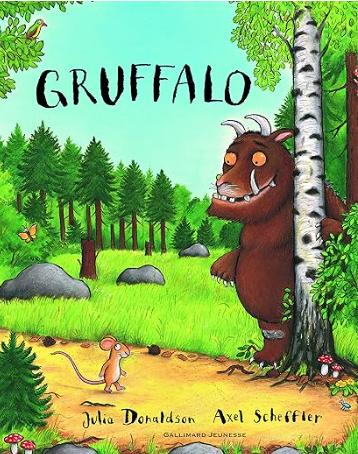 GRUFFALO
Julia Donaldson Axel Scheffler
GALLIMARD JEUNESSE